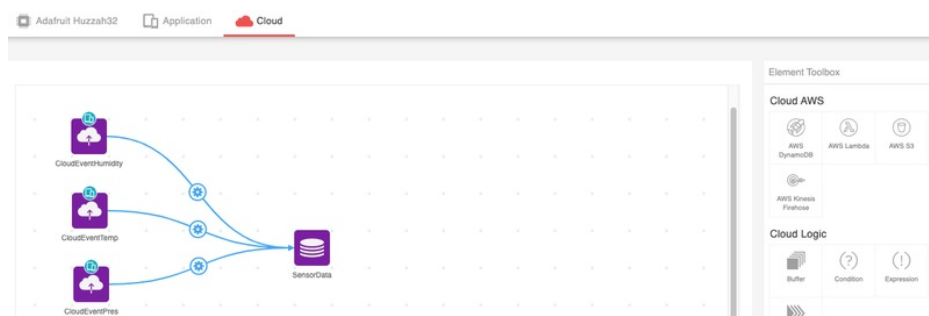 Adafruit Huzzah32 Application Cloud
Element Toolbox
Cloud AWS
AWS DynamoDB
AWS Lambda
AWS S3
AWS Kinesis Firehose
Cloud Logic
Buffer
Condition
Expression
CloudEventHumidity
CloudEventTemp
SensorData
CloudEventPres